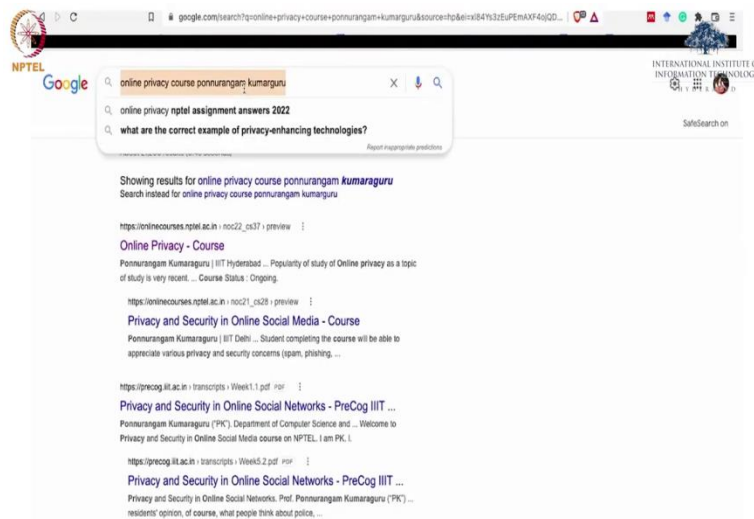 google.com/search?q=online+privacy+course+ponnurangam+kumarguru&source=hp&ei=xl84Ys3zEuPEmAXF4ojQD...
NPTEL
INTERNATIONAL INSTITUTE O
INFORMATION TECHNOLOG
HYDERABAD
Google
online privacy course ponnurangam kumarguru
online privacy nptel assignment answers 2022
what are the correct example of privacy-enhancing technologies?
Report inappropriate predictions
SafeSearch on
Showing results for online privacy course ponnurangam kumaraguru
Search instead for online privacy course ponnurangam kumarguru
https://onlinecourses.nptel.ac.in › noc22_cs37 › preview
Online Privacy - Course
Ponnurangam Kumaraguru | IIIT Hyderabad ... Popularity of study of Online privacy as a topic
of study is very recent. ... Course Status : Ongoing.
https://onlinecourses.nptel.ac.in › noc21_cs28 › preview
Privacy and Security in Online Social Media - Course
Ponnurangam Kumaraguru | IIIT Delhi ... Student completing the course will be able to
appreciate various privacy and security concerns (spam, phishing, ...
https://precog.iiit.ac.in › transcripts › Week1.1.pdf PDF
Privacy and Security in Online Social Networks - PreCog IIIT ...
Ponnurangam Kumaraguru ("PK"). Department of Computer Science and ... Welcome to
Privacy and Security in Online Social Media course on NPTEL. I am PK, I.
https://precog.iiit.ac.in › transcripts › Week5.2.pdf PDF
Privacy and Security in Online Social Networks - PreCog IIIT ...
Privacy and Security in Online Social Networks. Prof. Ponnurangam Kumaraguru ("PK") ...
residents' opinion, of course, what people think about police, ...